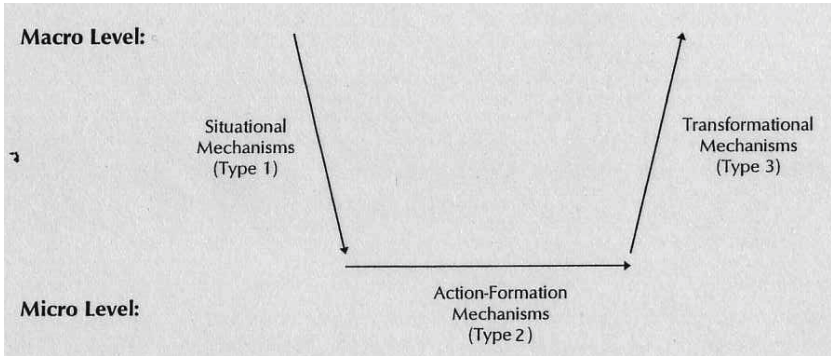 Macro Level:
Situational
Mechanisms
(Type 1)
Transformational
Mechanisms
(Type 3)
Action-Formation
Mechanisms
(Type 2)
Micro Level: